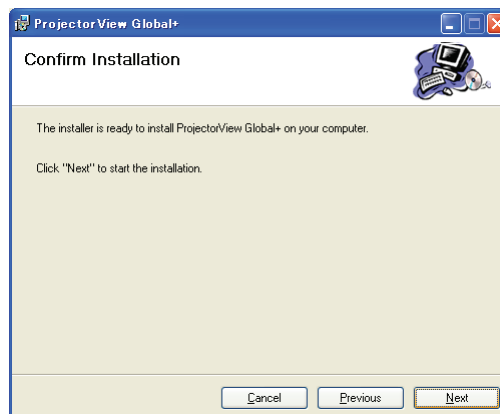 ProjectorView Global+
Confirm Installation
The installer is ready to install ProjectorView Global+ on your computer.
Click "Next" to start the installation.
Cancel Previous Next